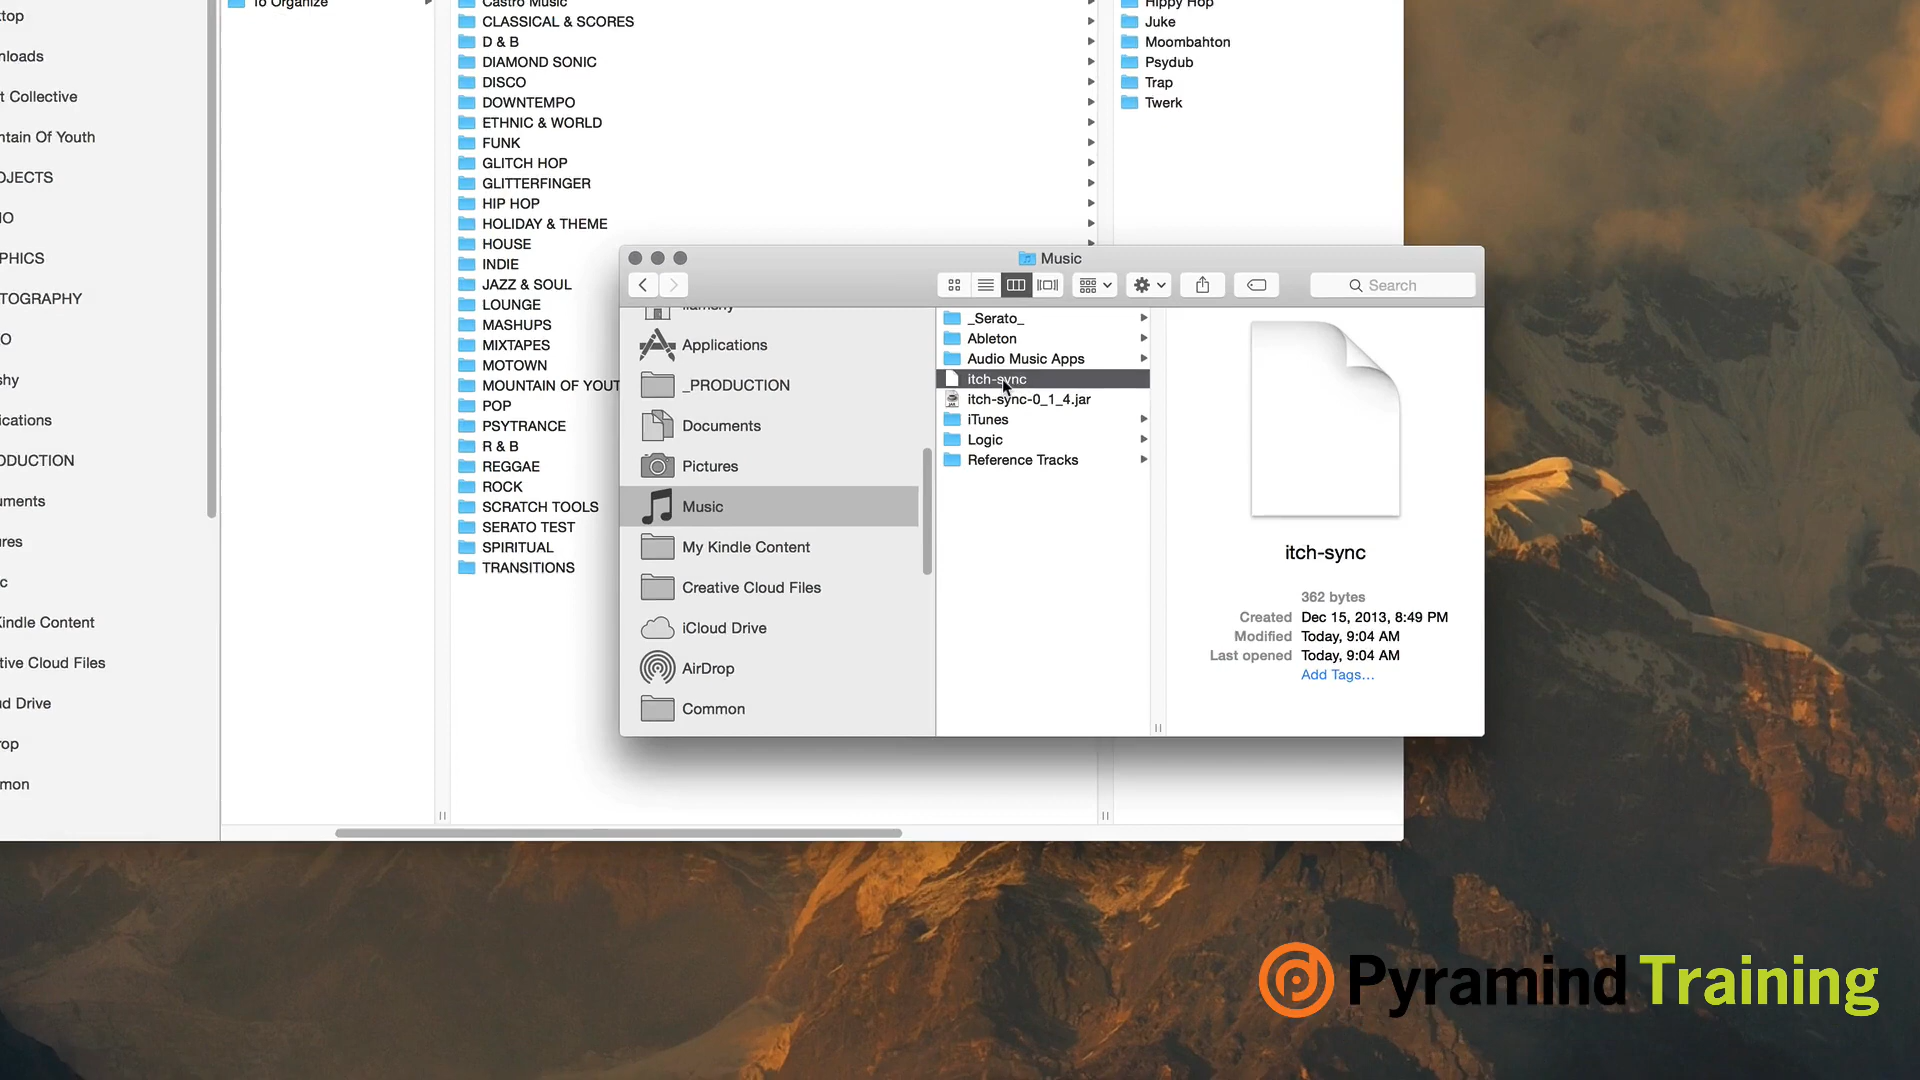 top
nloads
t Collective
ntain Of Youth
OJECTS
IO
PHICS
TOGRAPHY
O
shy
ications
ODUCTION
uments
ures
c
Kindle Content
tive Cloud Files
ud Drive
rop
mon
To Organize
Castro Music
CLASSICAL & SCORES
D & B
DIAMOND SONIC
DISCO
DOWNTEMPO
ETHNIC & WORLD
FUNK
GLITCH HOP
GLITTERFINGER
HIP HOP
HOLIDAY & THEME
HOUSE
INDIE
JAZZ & SOUL
LOUNGE
MASHUPS
MIXTAPES
MOTOWN
MOUNTAIN OF YOUT
POP
PSYTRANCE
R & B
REGGAE
ROCK
SCRATCH TOOLS
SERATO TEST
SPIRITUAL
TRANSITIONS
Hippy Hop
Juke
Moombahton
Psydub
Trap
Twerk
Music
Search
Applications
_PRODUCTION
Documents
Pictures
Music
My Kindle Content
Creative Cloud Files
iCloud Drive
AirDrop
Common
_Serato_
Ableton
Audio Music Apps
itch-sync
itch-sync-0_1_4.jar
iTunes
Logic
Reference Tracks
itch-sync
362 bytes
Created Dec 15, 2013, 8:49 PM
Modified Today, 9:04 AM
Last opened Today, 9:04 AM
Add Tags...
Pyramind Training